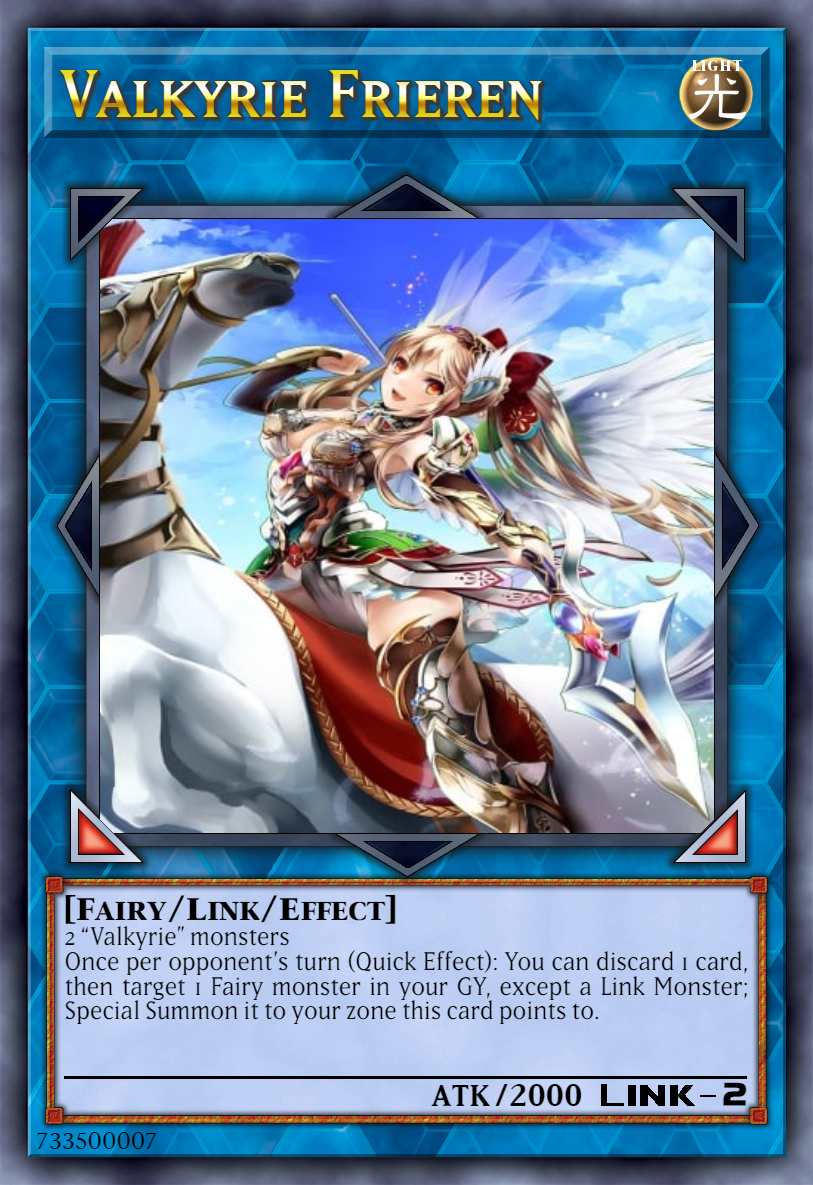 VALKYRIE FRIEREN
LIGHT
光
[FAIRY/LINK/EFFECT]
2 “Valkyrie” monsters
Once per opponent's turn (Quick Effect): You can discard 1 card,
then target 1 Fairy monster in your GY, except a Link Monster;
Special Summon it to your zone this card points to.
ATK/2000 LINK-2
733500007